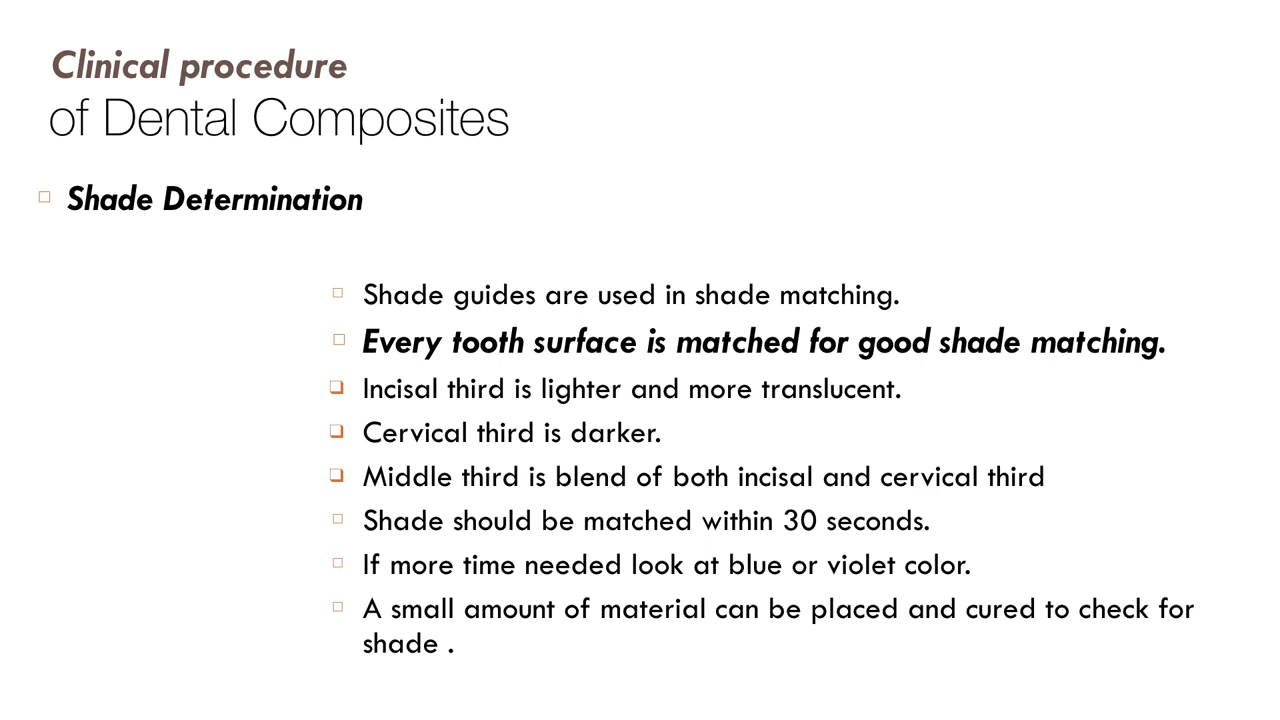 Clinical procedure
of Dental Composites
Shade Determination
Shade guides are used in shade matching.
Every tooth surface is matched for good shade matching.
Incisal third is lighter and more translucent.
Cervical third is darker.
Middle third is blend of both incisal and cervical third
Shade should be matched within 30 seconds.
If more time needed look at blue or violet color.
A small amount of material can be placed and cured to check for
shade .